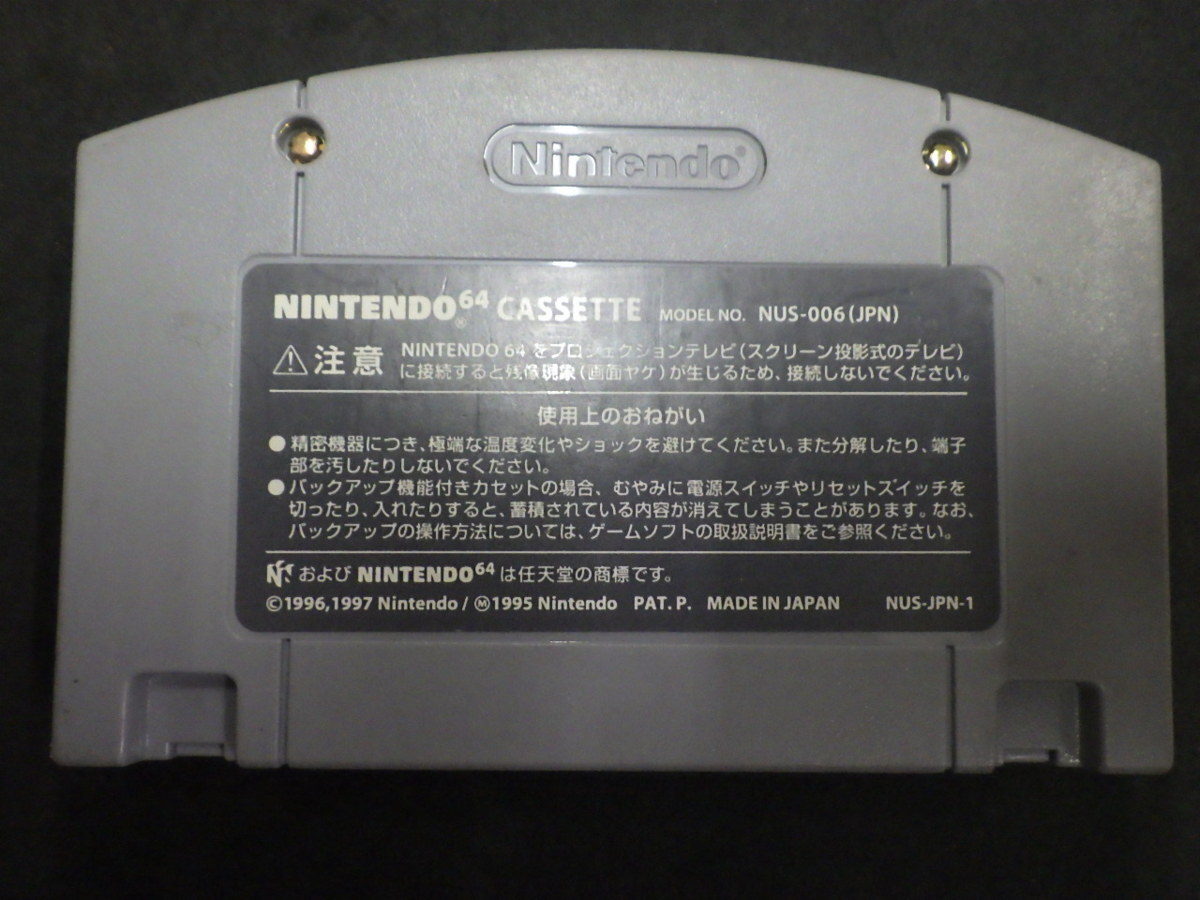 Nintendo®
NINTENDO64® CASSETTE MODEL NO. NUS-006(JPN)
⚠注意 NINTENDO 64 をプロジェクションテレビ(スクリーン投影式のテレビ)
に接続すると残像現象(画面ヤケ)が生じるため、接続しないでください。
使用上のおねがい
●精密機器につき、極端な温度変化やショックを避けてください。また分解したり、端子
部を汚したりしないでください。
●バックアップ機能付きカセットの場合、むやみに電源スイッチやリセットスイッチを
切ったり、入れたりすると、蓄積されている内容が消えてしまうことがあります。なお、
バックアップの操作方法については、ゲームソフトの取扱説明書をご参照ください。
および NINTENDO64 は任天堂の商標です。
©1996,1997 Nintendo/Ⓜ1995 Nintendo PAT.P. MADE IN JAPAN NUS-JPN-1